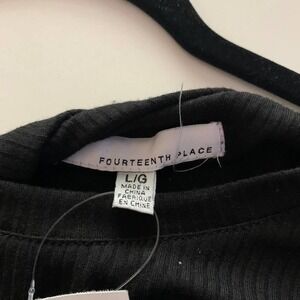 FOURTEENTH PLACE
L/G
MADE IN
CHINA
FABRIQUÉ
EN CHINE